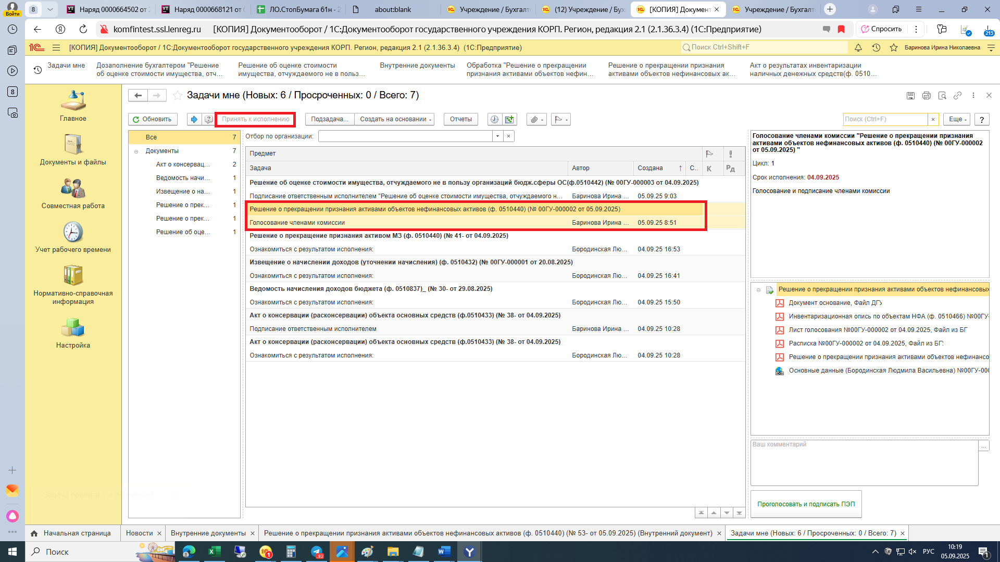 Войти
8
Наряд 0000664502 от 2
Наряд 0000668121 от 0
ЛО.СтопБумага 61н - 2
about:blank
Учреждение / Бухгалт
(12) Учреждение / Бух
[КОПИЯ] Документ
Учреждение / Бухгалт
komfintest.ssl.lenreg.ru
[КОПИЯ] Документооборот / 1С:Документооборот государственного учреждения КОРП. Регион, редакция 2.1 (2.1.36.3.4) (1С:Предприятие)
Спросить
215
[КОПИЯ] Документооборот / 1С:Документооборот государственного учреждения КОРП. Регион, редакция 2.1 (2.1.36.3.4) (1С:Предприятие)
Поиск Ctrl+Shift+F
Баринова Ирина Николаевна
Задачи мне
Дозаполнение бухгалтером "Решение об оценке стоимости имущества, отч...
Решение об оценке стоимости имущества, отчуждаемого не в польз...
Внутренние документы
Обработка "Решение о прекращении признания активами объектов нефин...
Решение о прекращении признания активами объектов нефинансовых ак...
Акт о результатах инвентаризации наличных денежных средств(ф. 0510...
8
Главное
Документы и файлы
Совместная работа
Учет рабочего времени
Нормативно-справочная информация
Настройка
Задачи мне (Новых: 6 / Просроченных: 0 / Всего: 7)
Обновить
Принять к исполнению
Подзадача...
Создать на основании
Отчеты
Поиск (Ctrl+F)
×
Еще
?
Все 7
Документы 7
Акт о консервац... 2
Ведомость начи... 1
Извещение о на... 1
Решение о прек... 1
Решение о прек... 1
Решение об оце... 1
Отбор по организации:
Предмет
Задача Автор Создана ↑ С.. К Рд
Решение об оценке стоимости имущества, отчуждаемого не в пользу организаций бюдж.сферы ОС(ф.0510442) (№ 00ГУ-000003 от 04.09.2025)
Подписание ответственным исполнителем "Решение об оценке стоимости имущества, отчуждаемого н... Баринова Ирина ... 05.09.25 9:03
Решение о прекращении признания активами объектов нефинансовых активов (ф. 0510440) (№ 00ГУ-000002 от 05.09.2025)
Голосование членами комиссии Баринова Ирина ... 05.09.25 8:51
Решение о прекращение признания активом МЗ (ф. 0510440) (№ 41- от 04.09.2025)
Ознакомиться с результатом исполнения: Бородинская Лю... 04.09.25 16:53
Извещение о начислении доходов (уточнении начисления) (ф. 0510432) (№ 00ГУ-000001 от 20.08.2025)
Ознакомиться с результатом исполнения: Бородинская Лю... 04.09.25 16:41
Ведомость начисления доходов бюджета (ф. 0510837)_ (№ 30- от 29.08.2025)
Ознакомиться с результатом исполнения: Бородинская Лю... 04.09.25 15:50
Акт о консервации (расконсервации) объекта основных средств (ф.0510433) (№ 38- от 04.09.2025)
Подписание ответственным исполнителем Баринова Ирина ... 04.09.25 10:28
Акт о консервации (расконсервации) объекта основных средств (ф.0510433) (№ 38- от 04.09.2025)
Ознакомиться с результатом исполнения: Бородинская Лю... 04.09.25 10:28
Голосование членами комиссии "Решение о прекращении признания
активами объектов нефинансовых активов (ф. 0510440) (№ 00ГУ-000002
от 05.09.2025) "
Цикл: 1
Срок исполнения: 04.09.2025
Голосование и подписание членами комиссии
Решение о прекращении признания активами объектов нефинансовых
Документ основание, Файл ДГУ
Инвентаризационная опись по объектам НФА (ф. 0510466) №00ГУ-
Лист голосования №00ГУ-000002 от 04.09.2025, Файл из БГ
Расписка №00ГУ-000002 от 04.09.2025, Файл из БГУ
Решение о прекращении признания активами объектов нефинансо
Основные данные (Бородинская Людмила Васильевна) №00ГУ-000
Ваш комментарий
...
Проголосовать и подписать ПЭП
Начальная страница
Новости
Внутренние документы
Решение о прекращении признания активами объектов нефинансовых активов (ф. 0510440) (№ 53- от 05.09.2025) (Внутренний документ)
Задачи мне (Новых: 6 / Просроченных: 0 / Всего: 7)
Поиск
1
92
РУС
10:19
05.09.2025
1